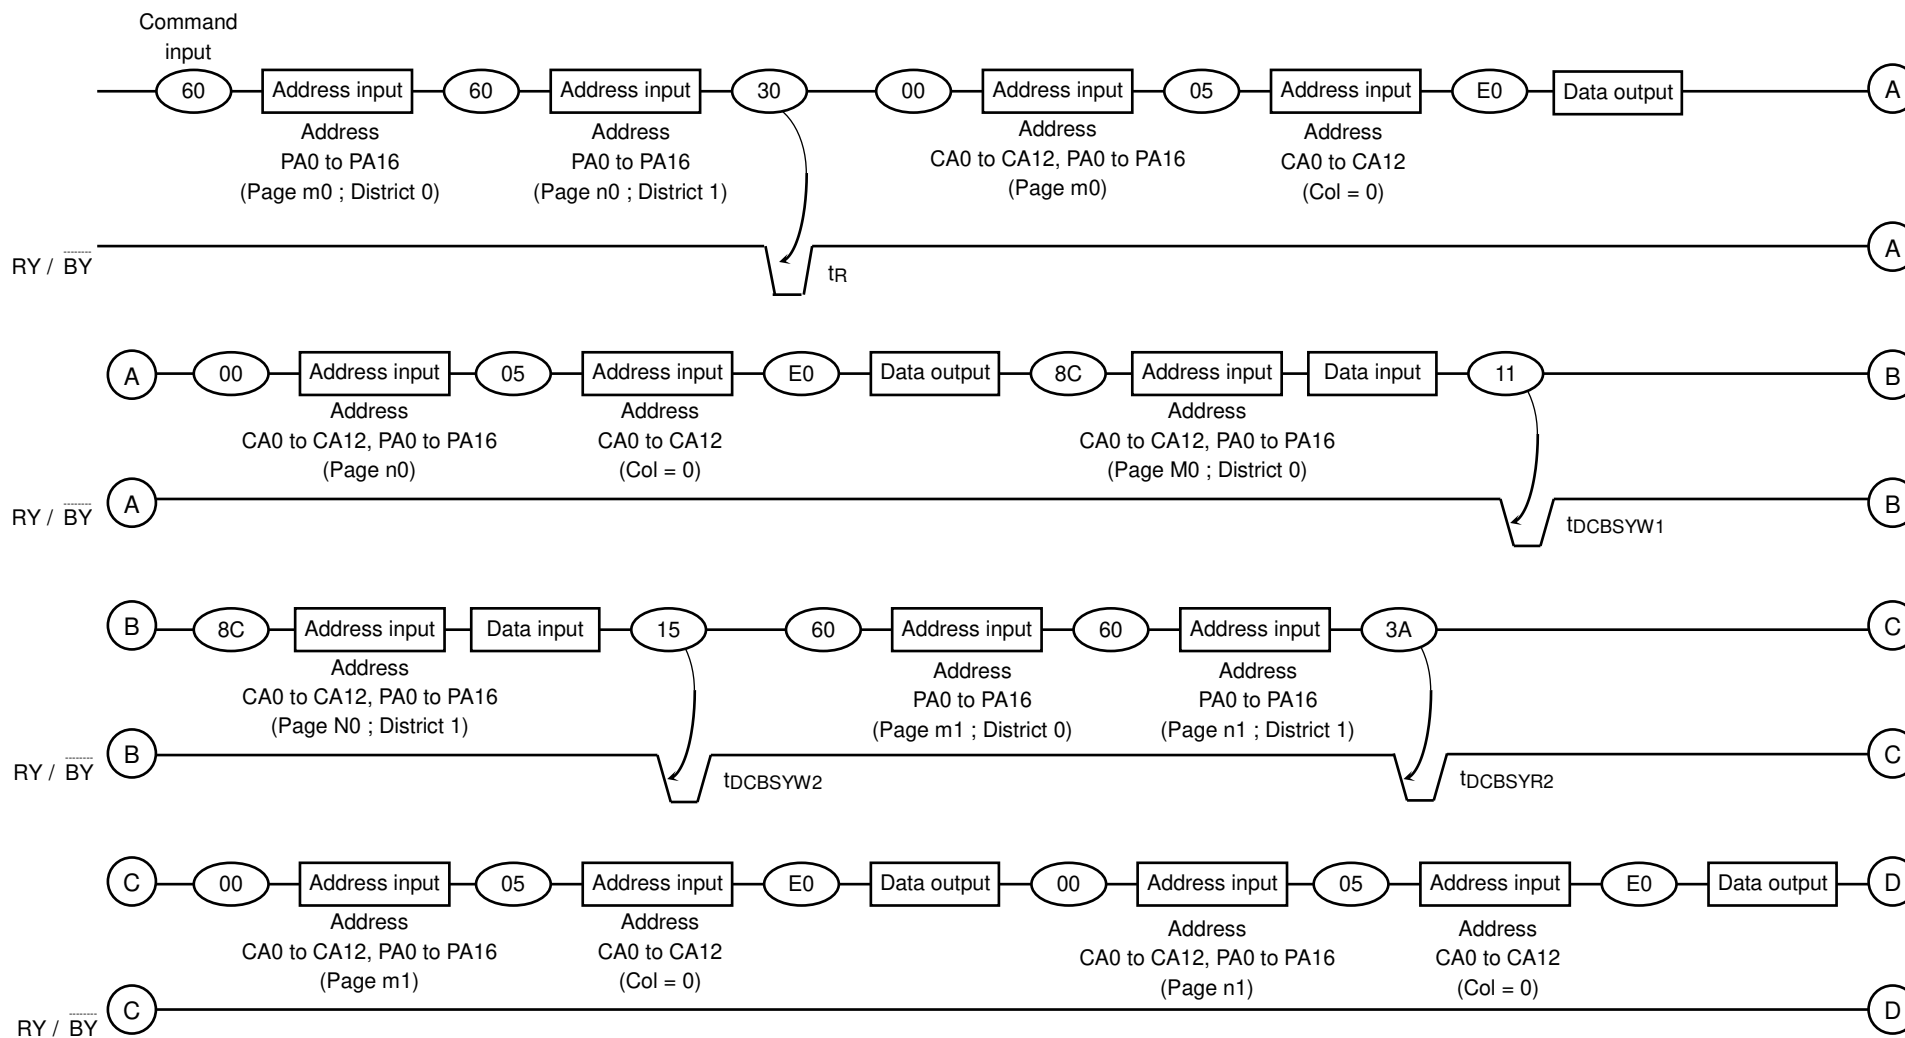 Command
input
60 Address input 60 Address input 30 00 Address input 05 Address input E0 Data output A
Address Address Address Address
PA0 to PA16 PA0 to PA16 CA0 to CA12, PA0 to PA16 CA0 to CA12
(Page m0 ; District 0) (Page n0 ; District 1) (Page m0) (Col = 0)
RY / BY tR A
A 00 Address input 05 Address input E0 Data output 8C Address input Data input 11 B
Address Address Address
CA0 to CA12, PA0 to PA16 CA0 to CA12 CA0 to CA12, PA0 to PA16
(Page n0) (Col = 0) (Page M0 ; District 0)
RY / BY A tDCBSYW1 B
B 8C Address input Data input 15 60 Address input 60 Address input 3A C
Address Address Address
CA0 to CA12, PA0 to PA16 PA0 to PA16 PA0 to PA16
(Page N0 ; District 1) (Page m1 ; District 0) (Page n1 ; District 1)
RY / BY B tDCBSYW2 tDCBSYR2 C
C 00 Address input 05 Address input E0 Data output 00 Address input 05 Address input E0 Data output D
Address Address Address Address
CA0 to CA12, PA0 to PA16 CA0 to CA12 CA0 to CA12, PA0 to PA16 CA0 to CA12
(Page m1) (Col = 0) (Page n1) (Col = 0)
RY / BY C D